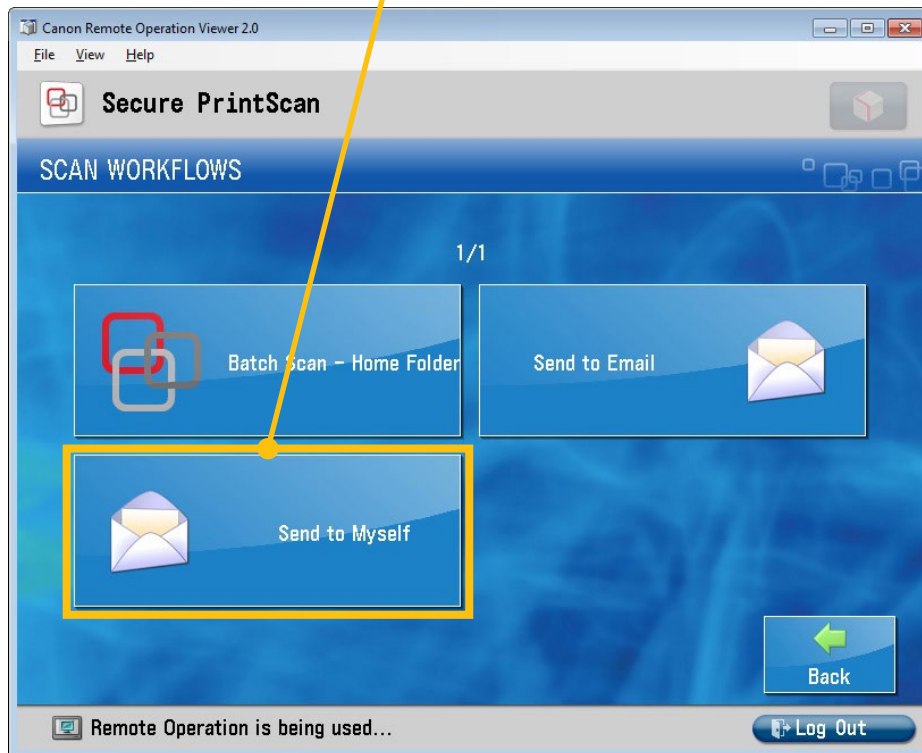 Canon Remote Operation Viewer 2.0
File View Help
Secure PrintScan
SCAN WORKFLOWS
1/1
Batch Scan - Home Folder
Send to Email
Send to Myself
Back
Remote Operation is being used...
Log Out